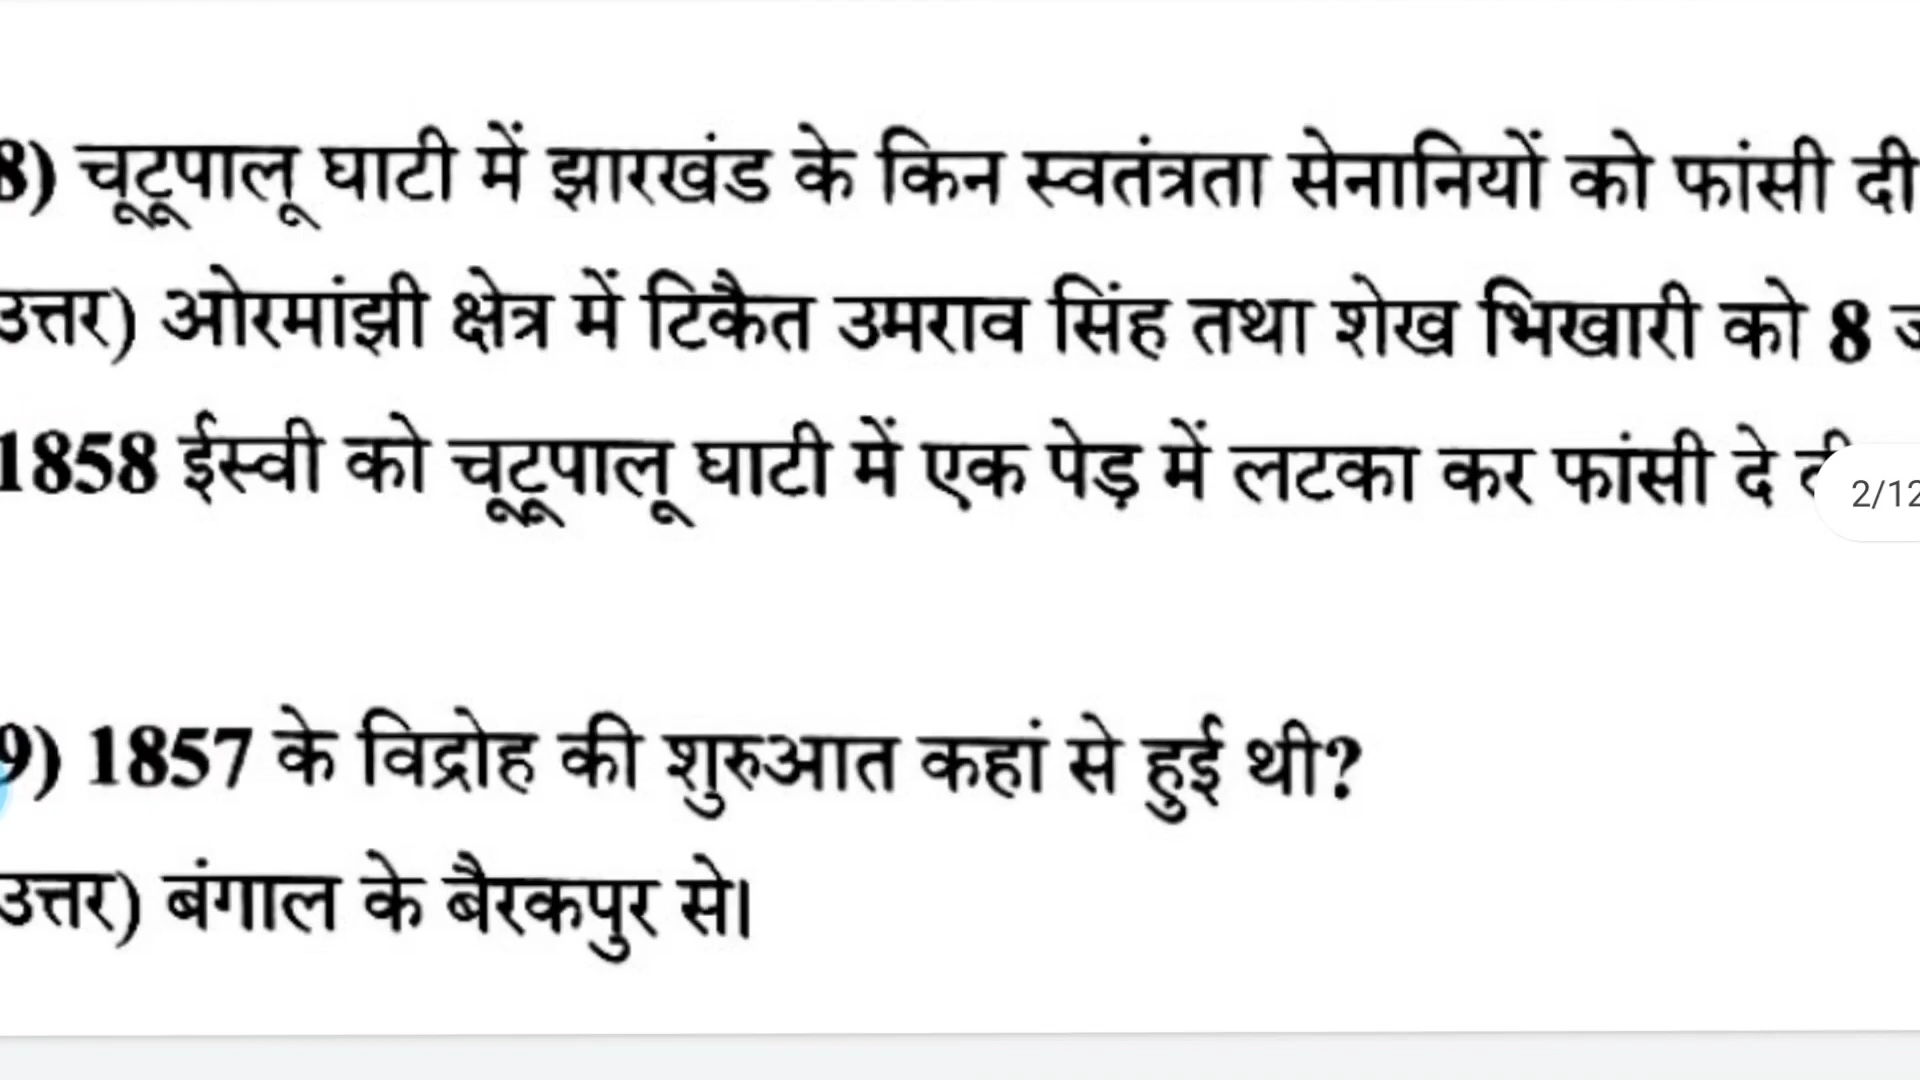 8) चूटूपालू घाटी में झारखंड के किन स्वतंत्रता सेनानियों को फांसी दी
उत्तर) ओरमांझी क्षेत्र में टिकैत उमराव सिंह तथा शेख भिखारी को 8
1858 ईस्वी को चूटूपालू घाटी में एक पेड़ में लटका कर फांसी दे
2/12
9) 1857 के विद्रोह की शुरुआत कहां से हुई थी?
उत्तर) बंगाल के बैरकपुर से।